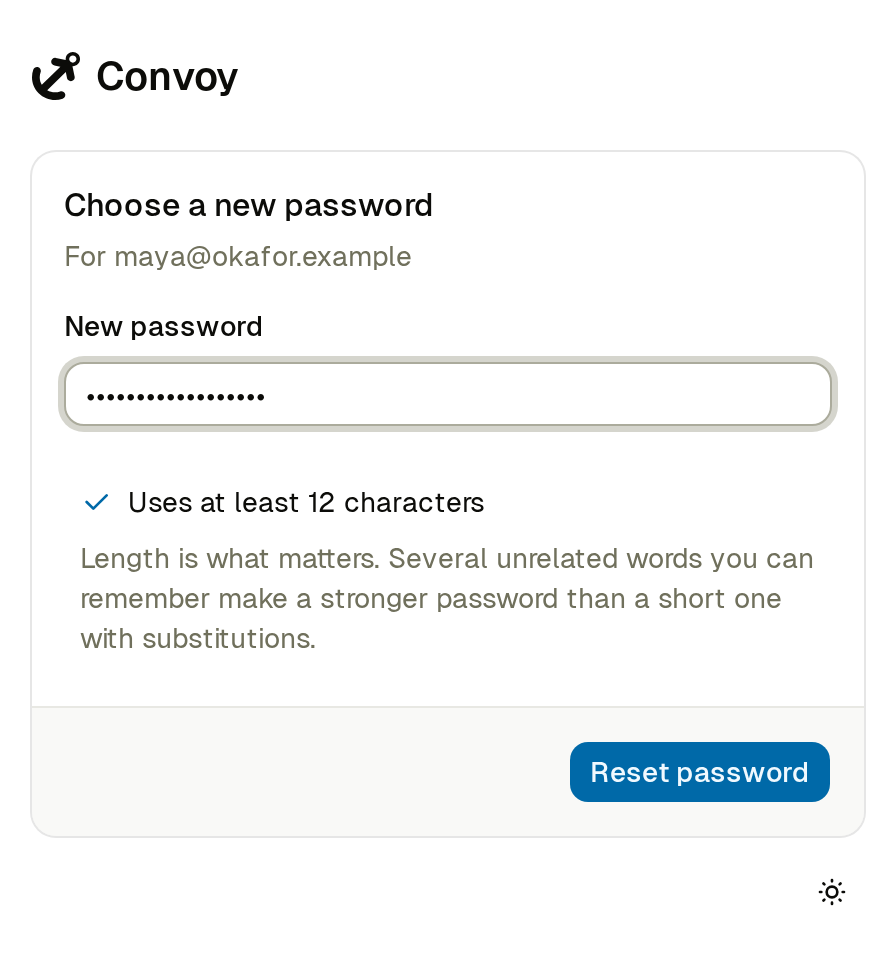 Convoy
Choose a new password
For maya@okafor.example
New password
••••••••••••••••••
Uses at least 12 characters
Length is what matters. Several unrelated words you can
remember make a stronger password than a short one
with substitutions.
Reset password